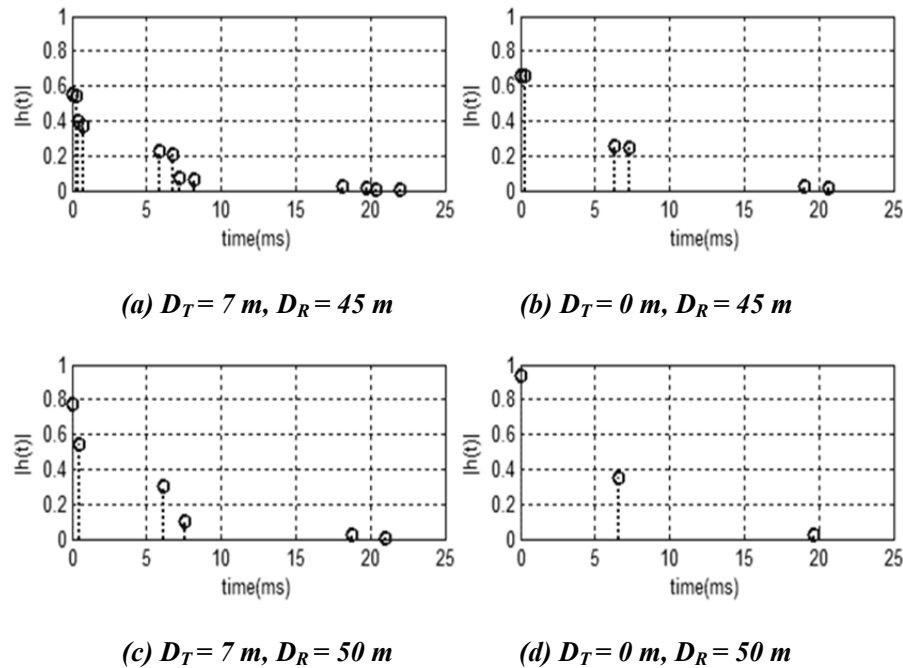 1
0.8
0.6
0.4
0.2
0
|h(t)|
0 5 10 15 20 25
time(ms)
1
0.8
0.6
0.4
0.2
0
|h(t)|
0 5 10 15 20 25
time(ms)
(a) D_T = 7 m, D_R = 45 m
(b) D_T = 0 m, D_R = 45 m
1
0.8
0.6
0.4
0.2
0
|h(t)|
0 5 10 15 20 25
time(ms)
1
0.8
0.6
0.4
0.2
0
|h(t)|
0 5 10 15 20 25
time(ms)
(c) D_T = 7 m, D_R = 50 m
(d) D_T = 0 m, D_R = 50 m